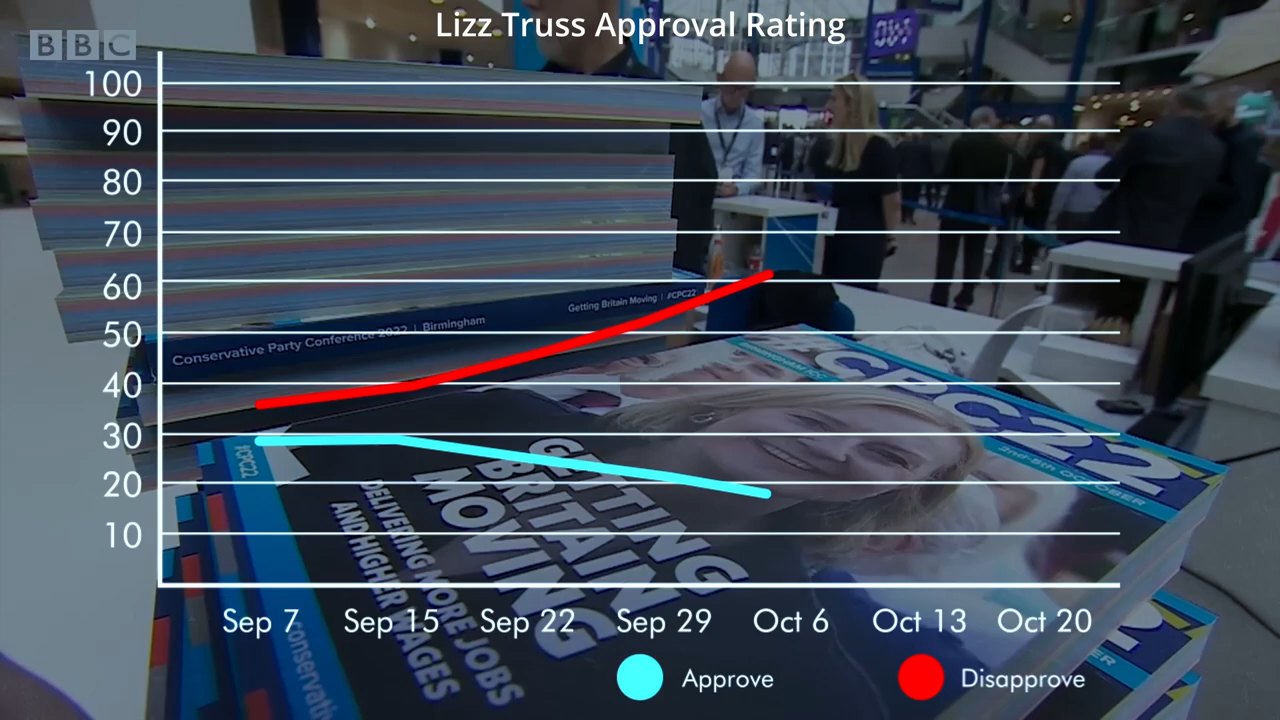 Lizz Truss Approval Rating
BBC
100
90
80
70
60
50
40
30
20
10
Sep 7 Sep 15 Sep 22 Sep 29 Oct 6 Oct 13 Oct 20
Approve Disapprove
Conservative Party Conference 2022 | Birmingham
Getting Britain Moving | #CPC22
#CPC22
2nd-5th OCTOBER
GETTING
BRITAIN
MOVING
DELIVERING MORE JOBS
AND HIGHER WAGES